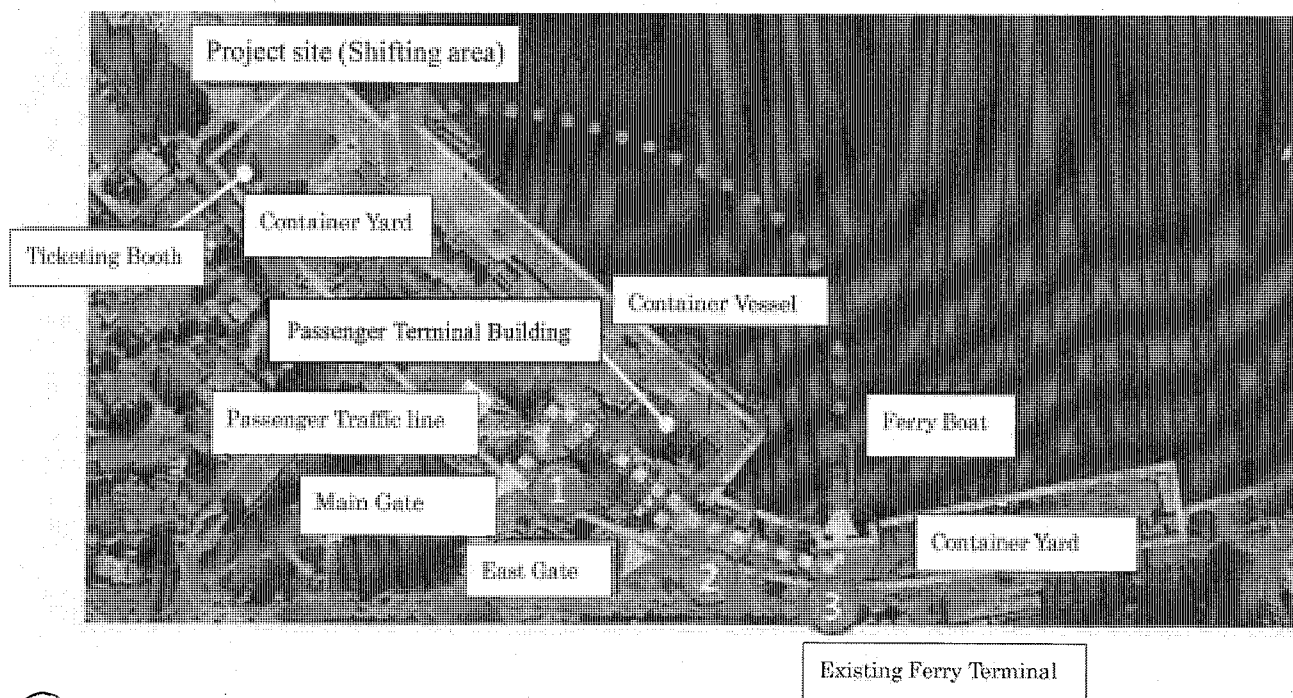 Project site (Shifting area)
Container Yard
Ticketing Booth
Container Vessel
Passenger Terminal Building
Passenger Traffic line
Ferry Boat
Main Gate
1
Container Yard
East Gate
2
3
Existing Ferry Terminal